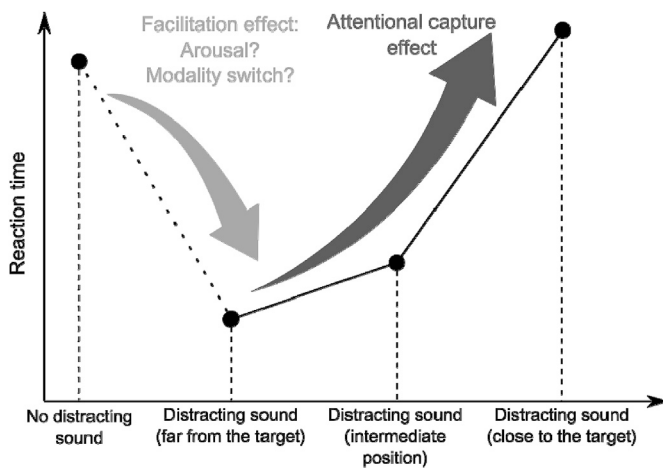 Facilitation effect:
Arousal?
Modality switch?
Attentional capture
effect
Reaction time
No distracting
sound
Distracting sound
(far from the target)
Distracting sound
(intermediate
position)
Distracting sound
(close to the target)